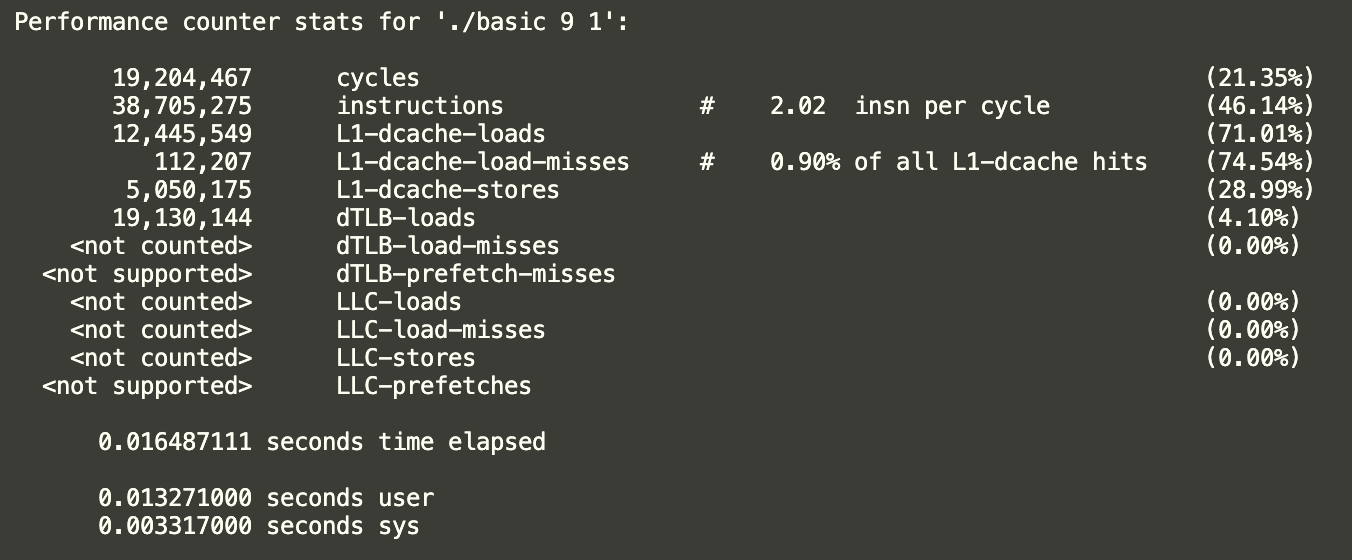 Performance counter stats for './basic 9 1':
19,204,467 cycles (21.35%)
38,705,275 instructions # 2.02 insn per cycle (46.14%)
12,445,549 L1-dcache-loads (71.01%)
112,207 L1-dcache-load-misses # 0.90% of all L1-dcache hits (74.54%)
5,050,175 L1-dcache-stores (28.99%)
19,130,144 dTLB-loads (4.10%)
<not counted> dTLB-load-misses (0.00%)
<not supported> dTLB-prefetch-misses
<not counted> LLC-loads (0.00%)
<not counted> LLC-load-misses (0.00%)
<not counted> LLC-stores (0.00%)
<not supported> LLC-prefetches
0.016487111 seconds time elapsed
0.013271000 seconds user
0.003317000 seconds sys